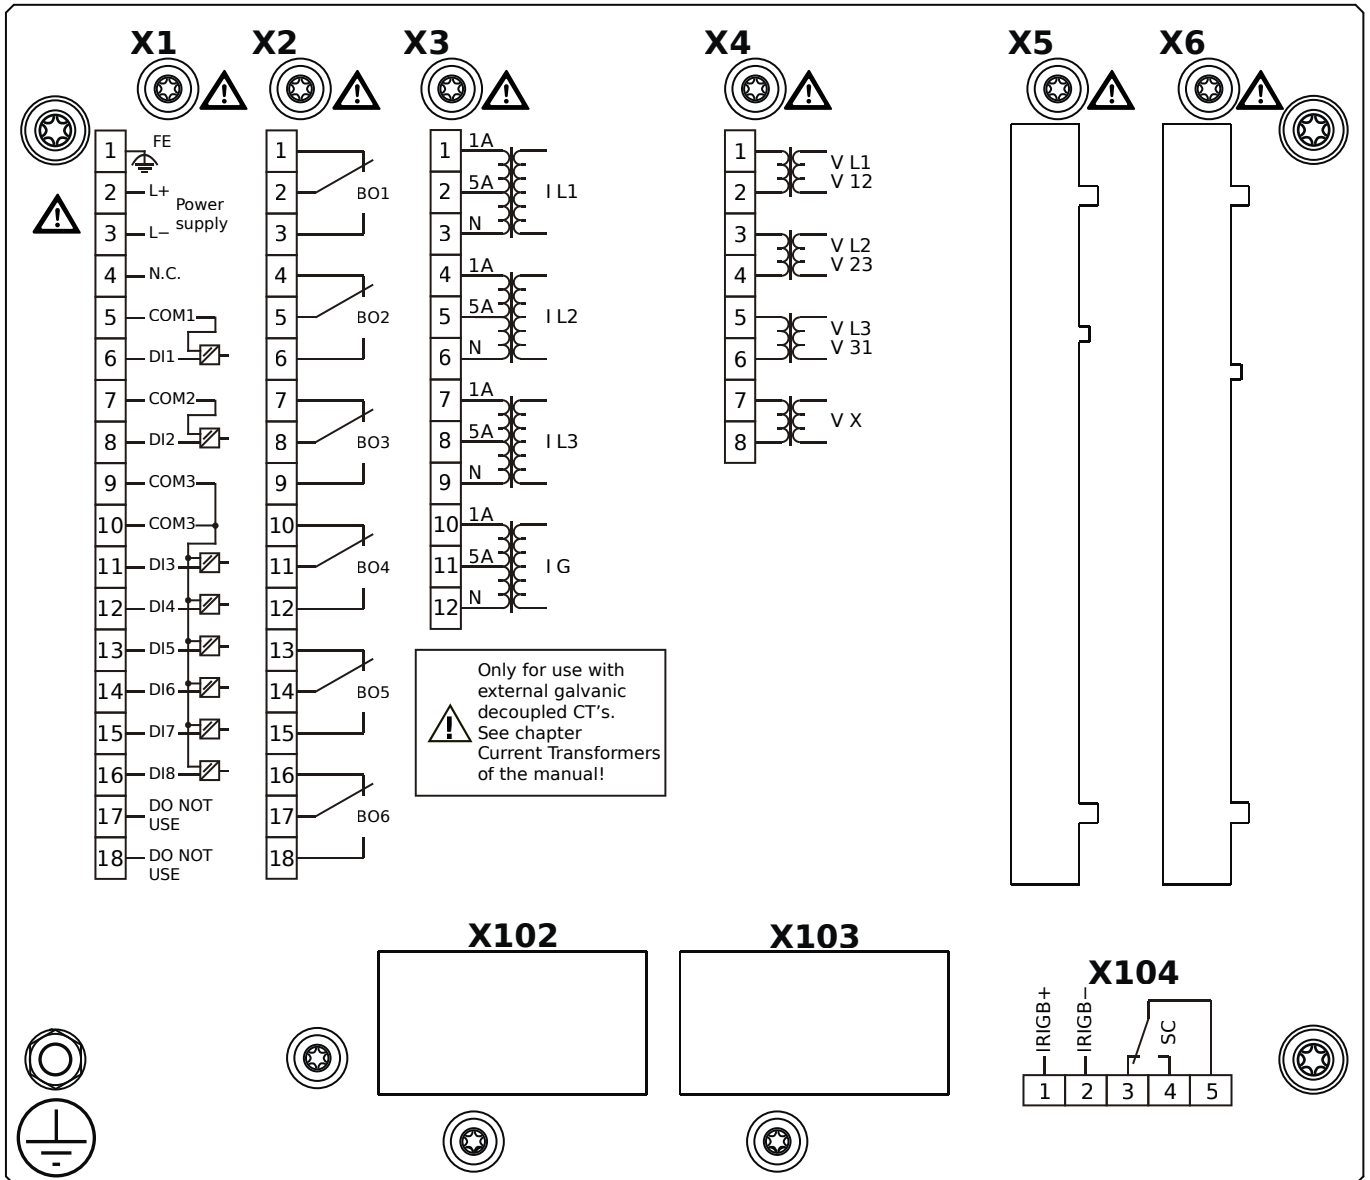 X1
X2
X3
X4
X5
X6
1
FE
2
L+
Power
supply
3
L−
4
N.C.
5
COM1
6
DI1
7
COM2
8
DI2
9
COM3
10
COM3
11
DI3
12
DI4
13
DI5
14
DI6
15
DI7
16
DI8
17
DO NOT
USE
18
DO NOT
USE
1
2
BO1
3
4
5
BO2
6
7
8
BO3
9
10
11
BO4
12
13
14
BO5
15
16
17
BO6
18
1
1A
2
5A
I L1
3
N
4
1A
5
5A
I L2
6
N
7
1A
8
5A
I L3
9
N
10
1A
11
5A
I G
12
N
Only for use with
external galvanic
decoupled CT's.
See chapter
Current Transformers
of the manual!
1
V L1
2
V 12
3
V L2
4
V 23
5
V L3
6
V 31
7
V X
8
X102
X103
X104
IRIGB+
IRIGB−
SC
1
2
3
4
5